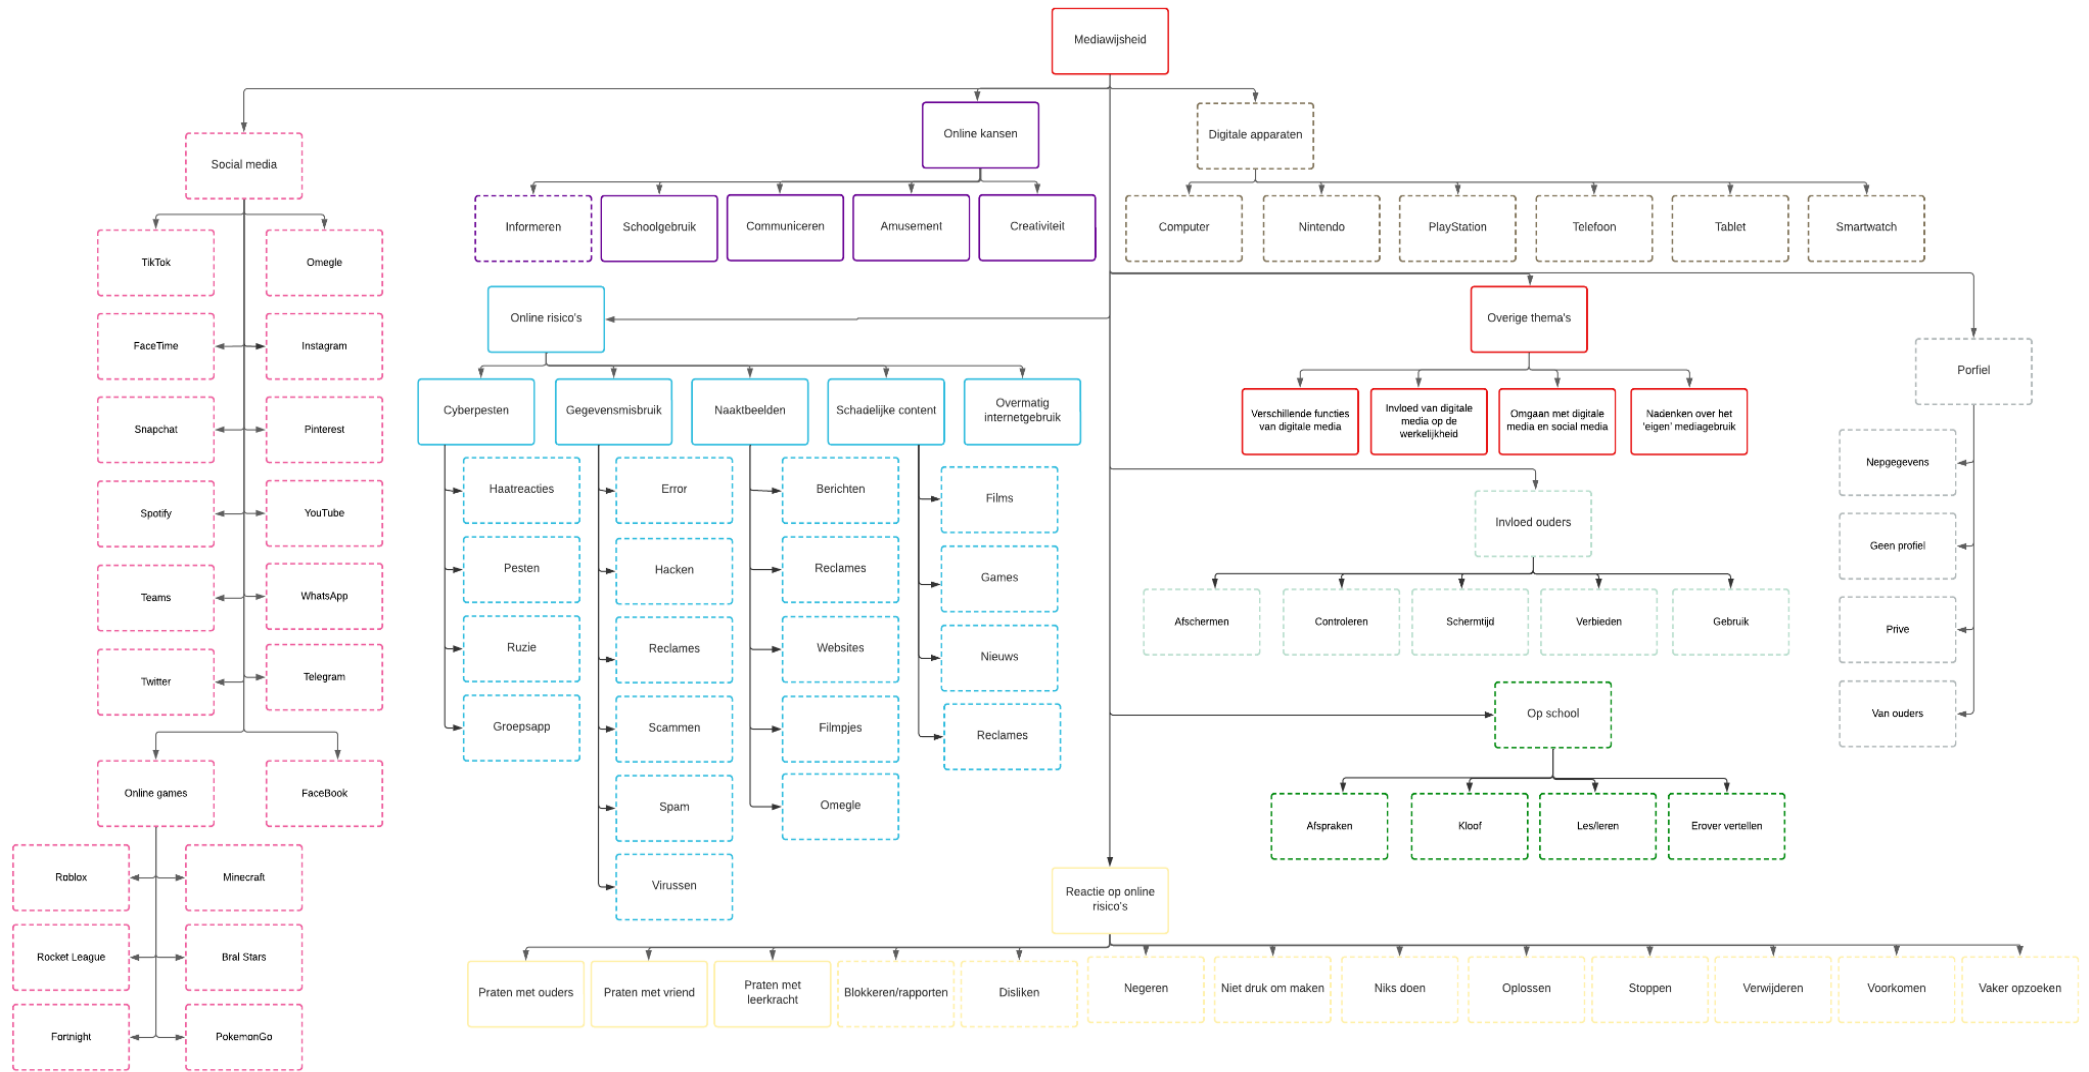 Mediawijsheid
Online kansen
Digitale apparaten
Social media
Informeren
Schoolgebruik
Communiceren
Amusement
Creativiteit
Computer
Nintendo
PlayStation
Telefoon
Tablet
Smartwatch
TikTok
Omegle
FaceTime
Instagram
Snapchat
Pinterest
Spotify
YouTube
Teams
WhatsApp
Twitter
Telegram
Online games
FaceBook
Roblox
Minecraft
Rocket League
Bral Stars
Fortnight
PokemonGo
Online risico's
Cyberpesten
Gegevensmisbruik
Naaktbeelden
Schadelijke content
Overmatig
internetgebruik
Haatreacties
Pesten
Ruzie
Groepsapp
Error
Hacken
Reclames
Scammen
Spam
Virussen
Berichten
Reclames
Websites
Filmpjes
Omegle
Films
Games
Nieuws
Reclames
Overige thema's
Verschillende functies
van digitale media
Invloed van digitale
media op de
werkelijkheid
Omgaan met digitale
media en social media
Nadenken over het
'eigen' mediagebruik
Porfiel
Nepgegevens
Geen profiel
Prive
Van ouders
Invloed ouders
Afschermen
Controleren
Schermtijd
Verbieden
Gebruik
Op school
Afspraken
Kloof
Les/leren
Erover vertellen
Reactie op online
risico's
Praten met ouders
Praten met vriend
Praten met
leerkracht
Blokkeren/rapporten
Disliken
Negeren
Niet druk om maken
Niks doen
Oplossen
Stoppen
Verwijderen
Voorkomen
Vaker opzoeken